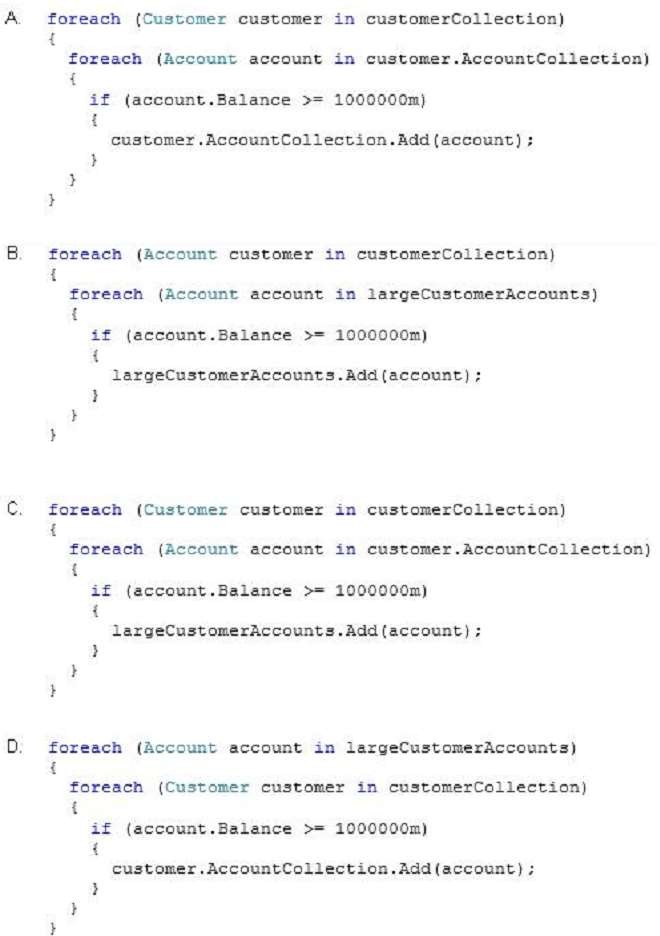 A. foreach (Customer customer in customerCollection)
{
foreach (Account account in customer.AccountCollection)
{
if (account.Balance >= 1000000m)
{
customer.AccountCollection.Add(account);
}
}
}
B. foreach (Account customer in customerCollection)
{
foreach (Account account in largeCustomerAccounts)
{
if (account.Balance >= 1000000m)
{
largeCustomerAccounts.Add(account);
}
}
}
C. foreach (Customer customer in customerCollection)
{
foreach (Account account in customer.AccountCollection)
{
if (account.Balance >= 1000000m)
{
largeCustomerAccounts.Add(account);
}
}
}
D. foreach (Account account in largeCustomerAccounts)
{
foreach (Customer customer in customerCollection)
{
if (account.Balance >= 1000000m)
{
customer.AccountCollection.Add(account);
}
}
}